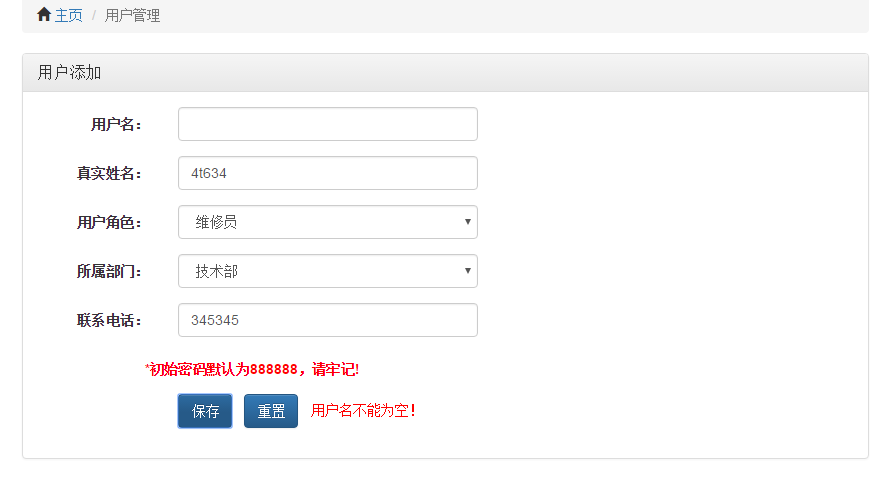 主页 / 用户管理
用户添加
用户名：
真实姓名： 4t634
用户角色： 维修员
所属部门： 技术部
联系电话： 345345
*初始密码默认为888888，请牢记!
保存 重置 用户名不能为空！